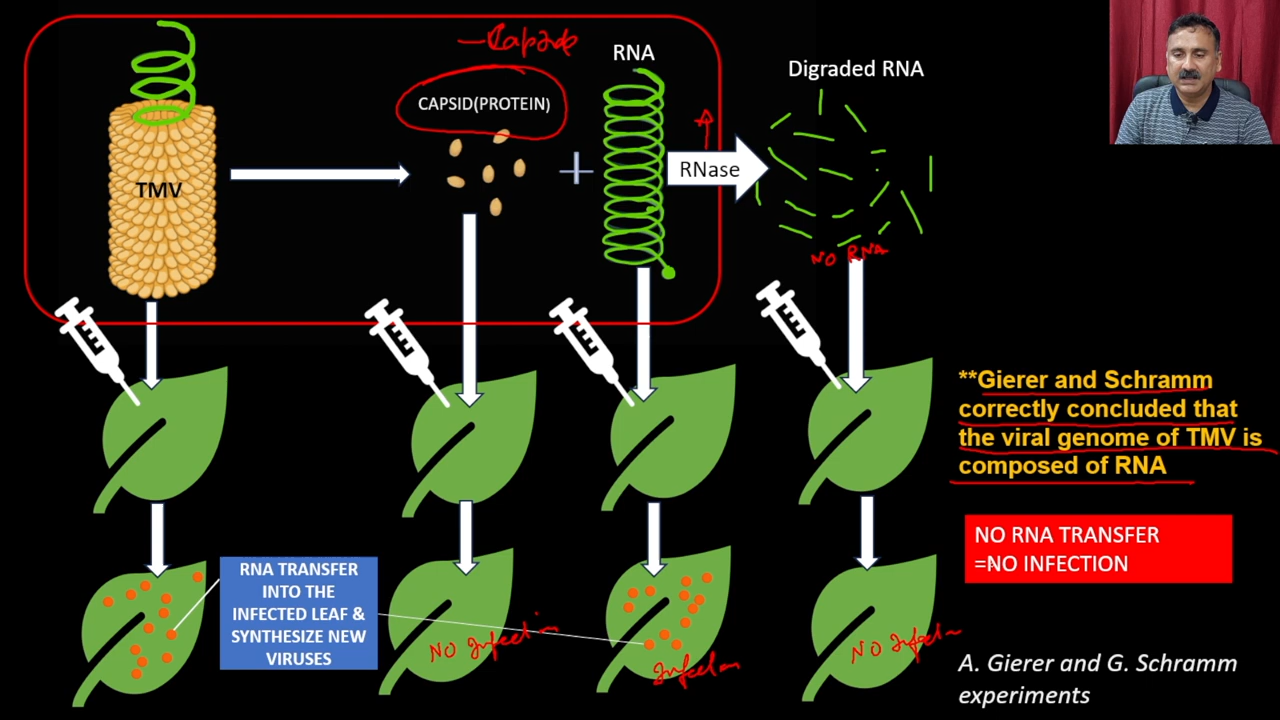 Capsid
RNA
Digraded RNA
CAPSID(PROTEIN)
TMV
RNase
NO RNA
**Gierer and Schramm
correctly concluded that
the viral genome of TMV is
composed of RNA
NO RNA TRANSFER
=NO INFECTION
RNA TRANSFER
INTO THE
INFECTED LEAF &
SYNTHESIZE NEW
VIRUSES
NO Infection
Infection
NO Infection
A. Gierer and G. Schramm
experiments